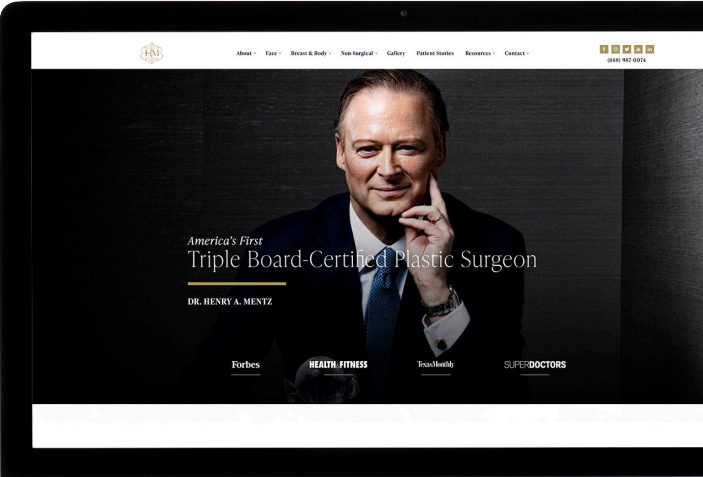 HM
About Face Breast & Body Non-Surgical Gallery Patient Stories Resources Contact
(888) 987-0074
America's First
Triple Board-Certified Plastic Surgeon
DR. HENRY A. MENTZ
Forbes HEALTH&FITNESS TexasMonthly SUPERDOCTORS